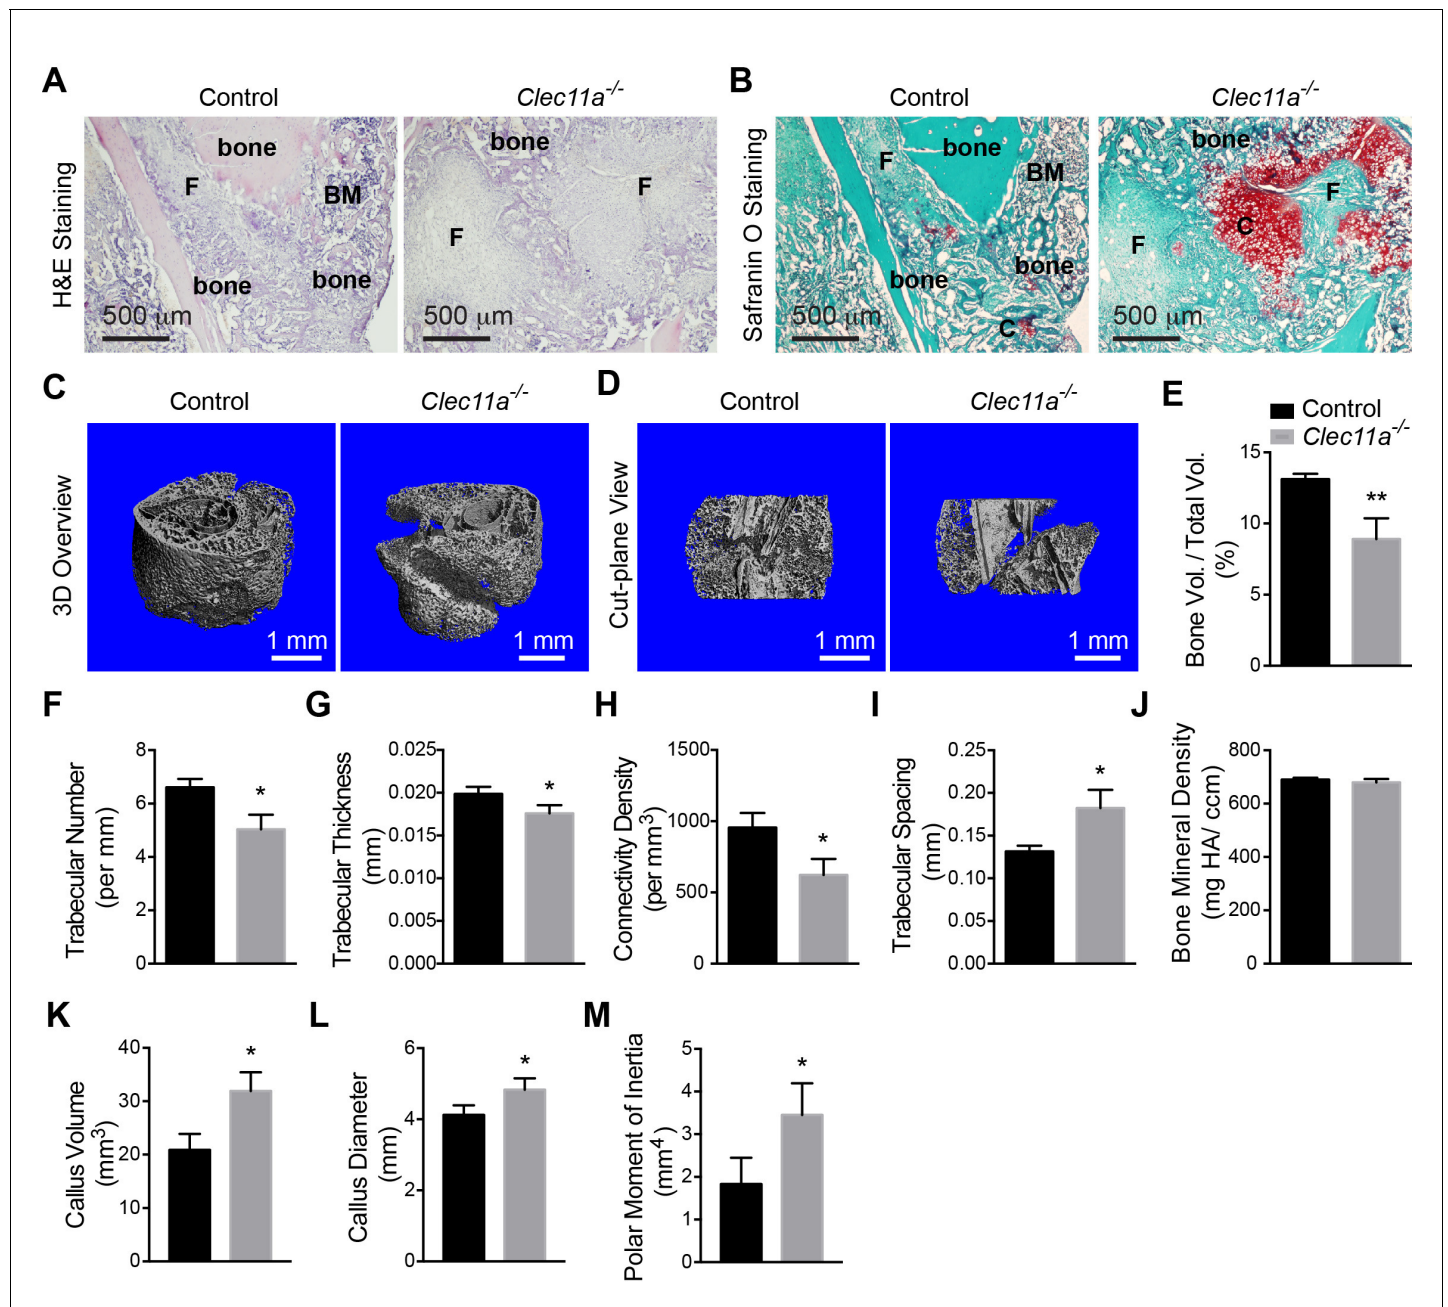 A
Control
Clec11a-/-
H&E Staining
bone
F
BM
bone
bone
500 μm
bone
F
F
500 μm
B
Control
Clec11a-/-
Safranin O Staining
F
bone
BM
bone
bone
C
500 μm
bone
F
C
F
500 μm
C
Control
Clec11a-/-
3D Overview
1 mm
1 mm
D
Control
Clec11a-/-
Cut-plane View
1 mm
1 mm
E
Control
Clec11a-/-
Bone Vol. / Total Vol.
(%)
15
10
5
0
**
F
Trabecular Number
(per mm)
8
6
4
2
0
*
G
Trabecular Thickness
(mm)
0.025
0.020
0.015
0.010
0.005
0.000
*
H
Connectivity Density
(per mm3)
1500
1000
500
0
*
I
Trabecular Spacing
(mm)
0.25
0.20
0.15
0.10
0.05
0.00
*
J
Bone Mineral Density
(mg HA/ ccm)
800
600
400
200
0
K
Callus Volume
(mm3)
40
30
20
10
0
*
L
Callus Diameter
(mm)
6
4
2
0
*
M
Polar Moment of Inertia
(mm4 )
5
4
3
2
1
0
*